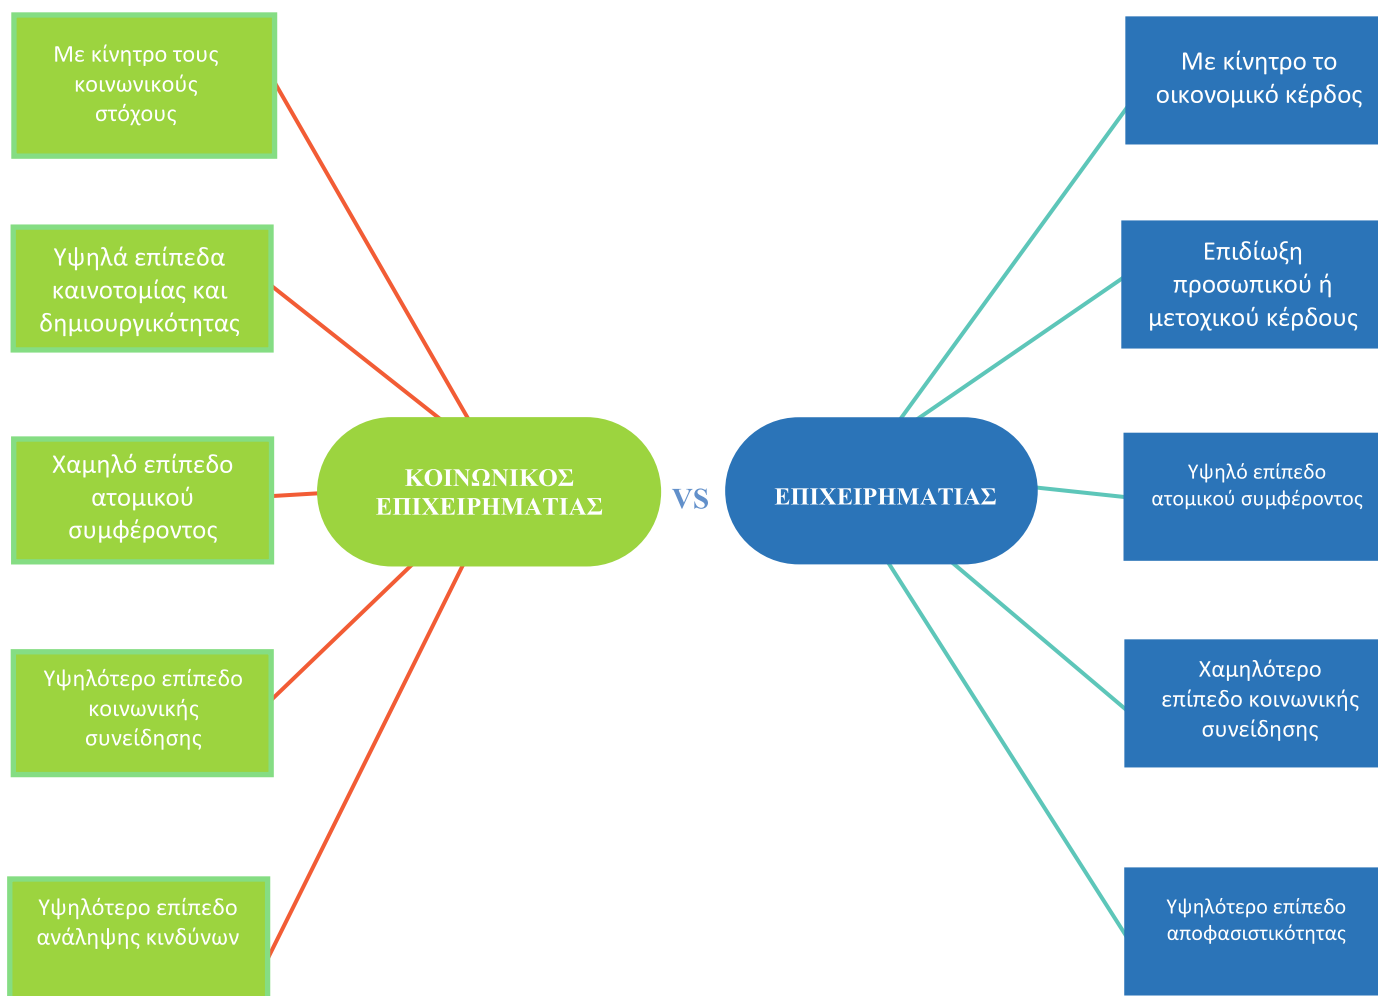 Με κίνητρο τους
κοινωνικούς
στόχους
Υψηλά επίπεδα
καινοτομίας και
δημιουργικότητας
Χαμηλό επίπεδο
ατομικού
συμφέροντος
Υψηλότερο επίπεδο
κοινωνικής
συνείδησης
Υψηλότερο επίπεδο
ανάληψης κινδύνων
ΚΟΙΝΩΝΙΚΟΣ
ΕΠΙΧΕΙΡΗΜΑΤΙΑΣ
VS
ΕΠΙΧΕΙΡΗΜΑΤΙΑΣ
Με κίνητρο το
οικονομικό κέρδος
Επιδίωξη
προσωπικού ή
μετοχικού κέρδους
Υψηλό επίπεδο
ατομικού συμφέροντος
Χαμηλότερο
επίπεδο κοινωνικής
συνείδησης
Υψηλότερο επίπεδο
αποφασιστικότητας